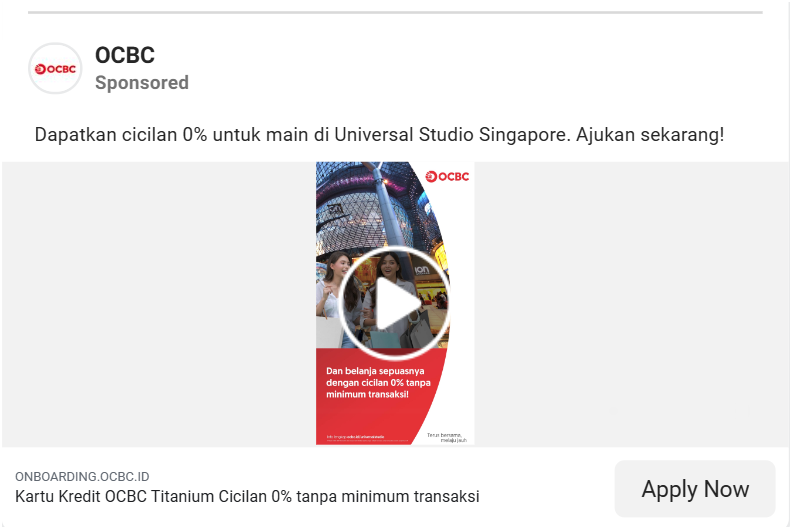 OCBC
OCBC
Sponsored
Dapatkan cicilan 0% untuk main di Universal Studio Singapore. Ajukan sekarang!
OCBC
ION
ION
Dan belanja sepuasnya
dengan cicilan 0% tanpa
minimum transaksi!
Terus bersama,
melaju jauh
ONBOARDING.OCBC.ID
Kartu Kredit OCBC Titanium Cicilan 0% tanpa minimum transaksi
Apply Now